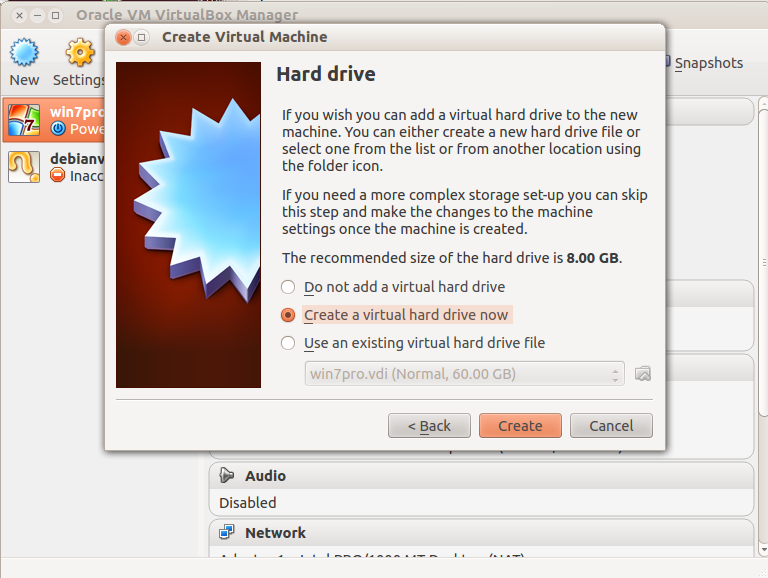 Oracle VM VirtualBox Manager
New
Settings
Snapshots
win7pro
Powe
debianv
Inacc
Create Virtual Machine
Hard drive
If you wish you can add a virtual hard drive to the new
machine. You can either create a new hard drive file or
select one from the list or from another location using
the folder icon.
If you need a more complex storage set-up you can skip
this step and make the changes to the machine
settings once the machine is created.
The recommended size of the hard drive is 8.00 GB.
Do not add a virtual hard drive
Create a virtual hard drive now
Use an existing virtual hard drive file
win7pro.vdi (Normal, 60.00 GB)
< Back
Create
Cancel
Audio
Disabled
Network